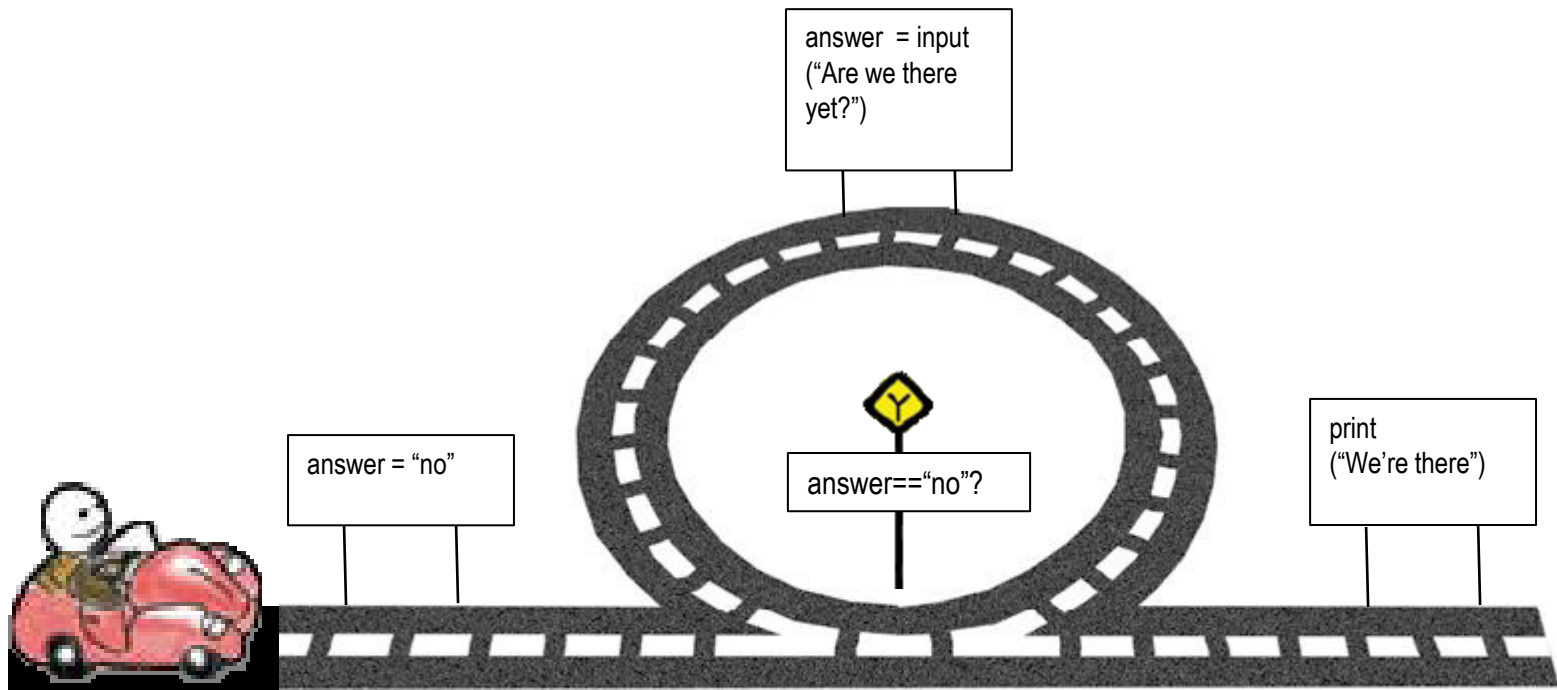 answer  = input
(“Are we there
yet?”)
answer = “no”
Y
answer==“no”?
print
(“We’re there”)